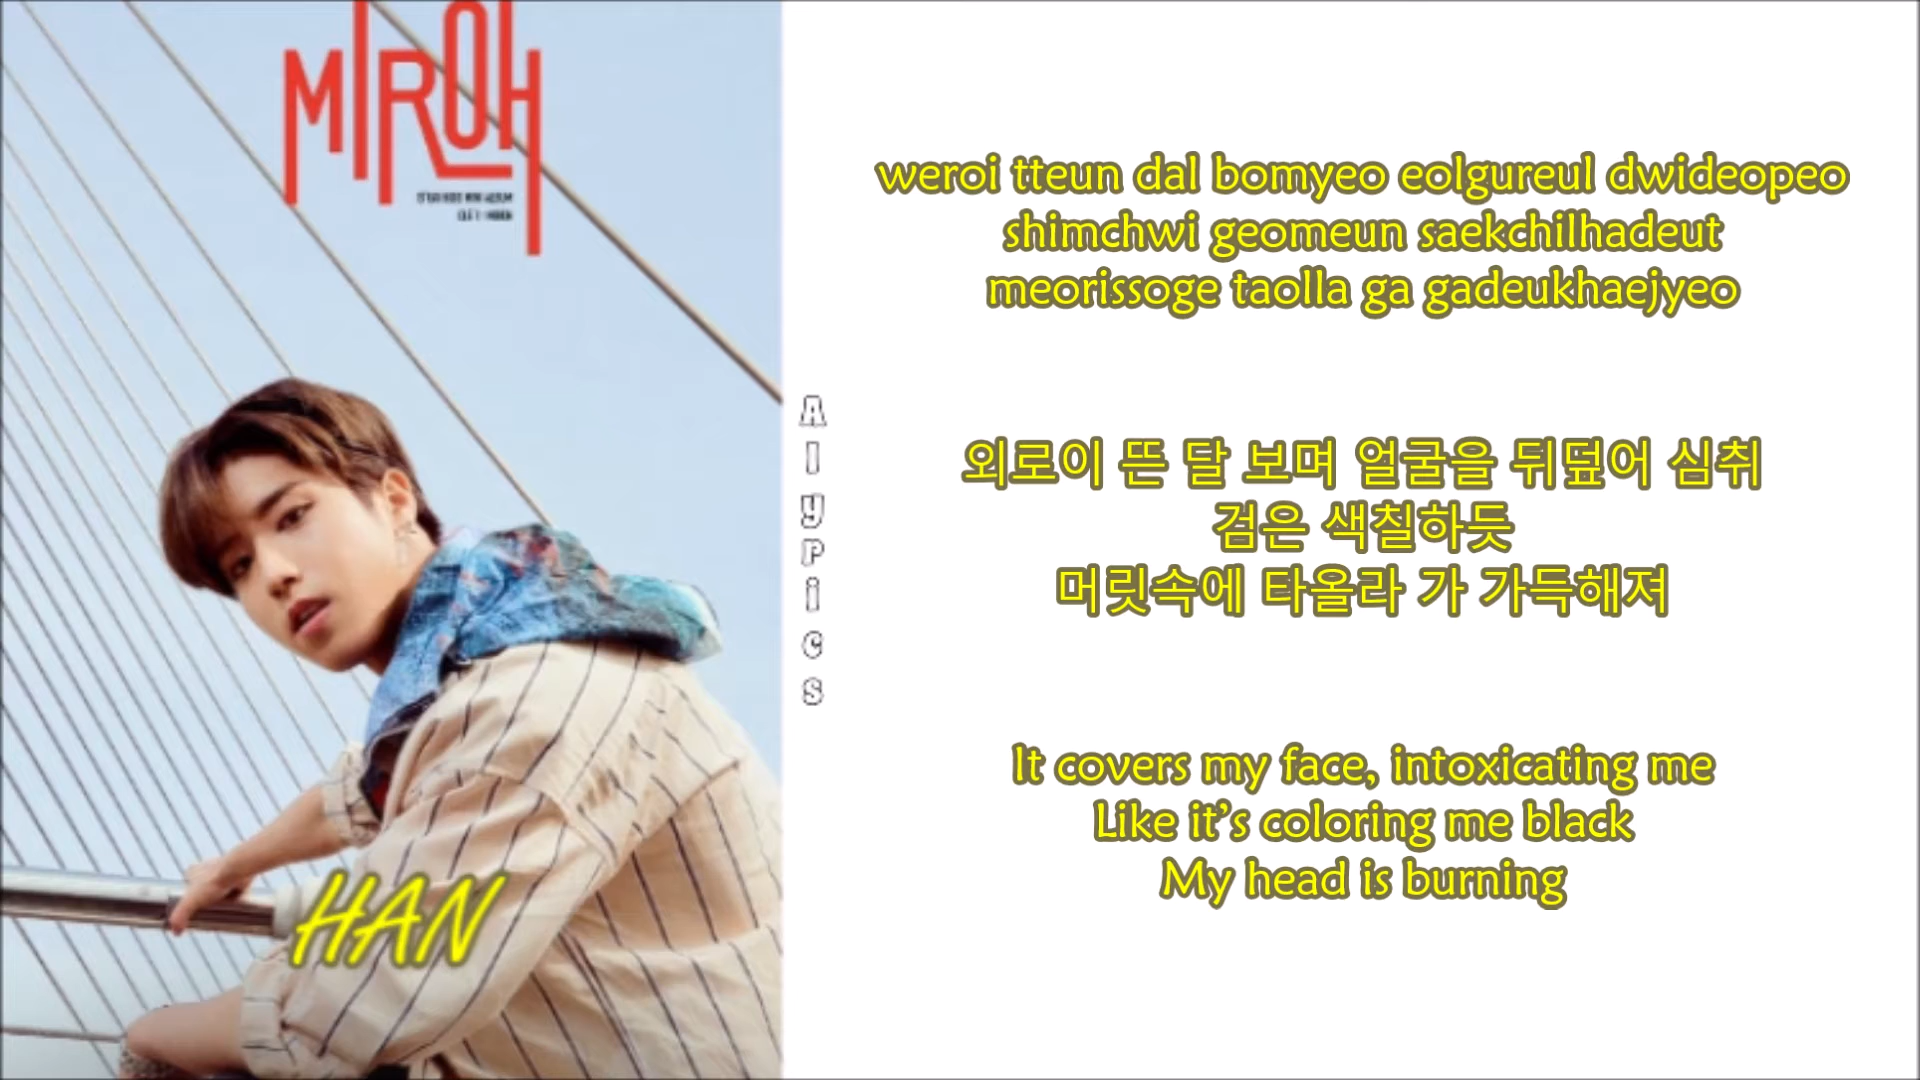 MIROH
HAN
AlyPics
weroi tteun dal bomyeo eolgureul dwideopeo
shimchwi geomeun saekchilhadeut
meorissoge taolla ga gadeukhaejyeo
외로이 뜬 달 보며 얼굴을 뒤덮어 심취
검은 색칠하듯
머릿속에 타올라 가 가득해져
It covers my face, intoxicating me
Like it’s coloring me black
My head is burning